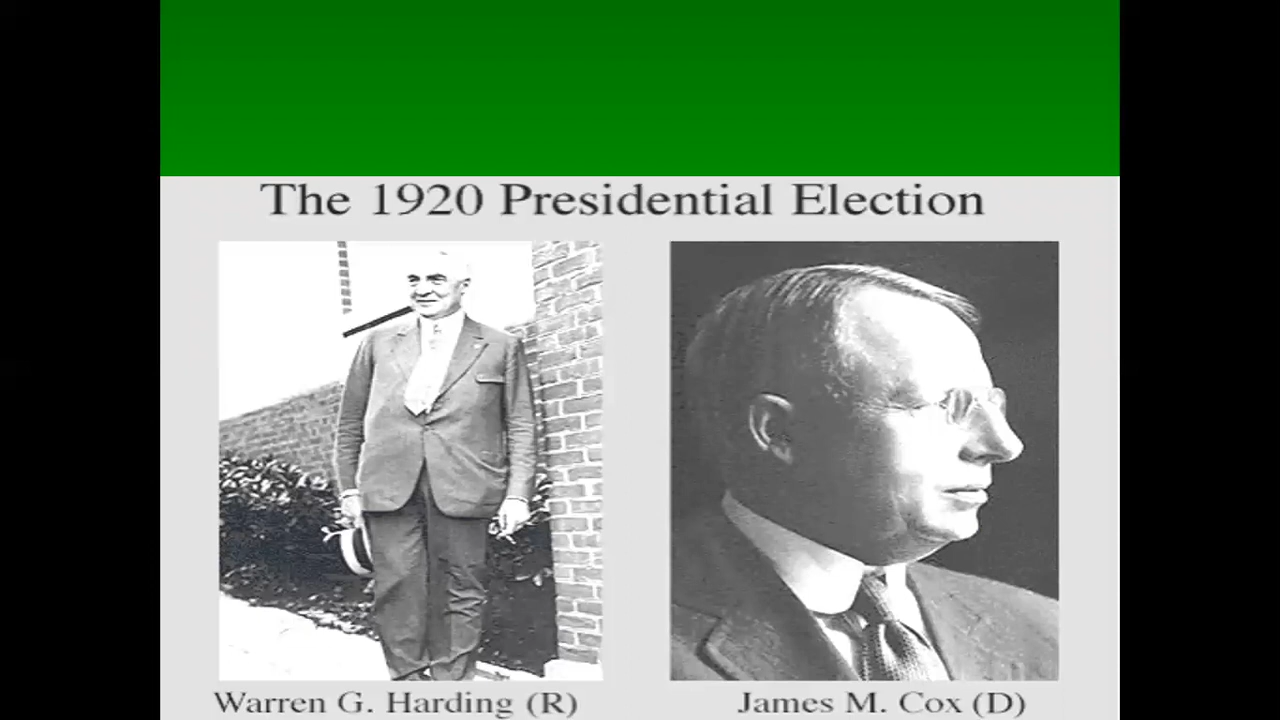 The 1920 Presidential Election
Warren G. Harding (R)
James M. Cox (D)